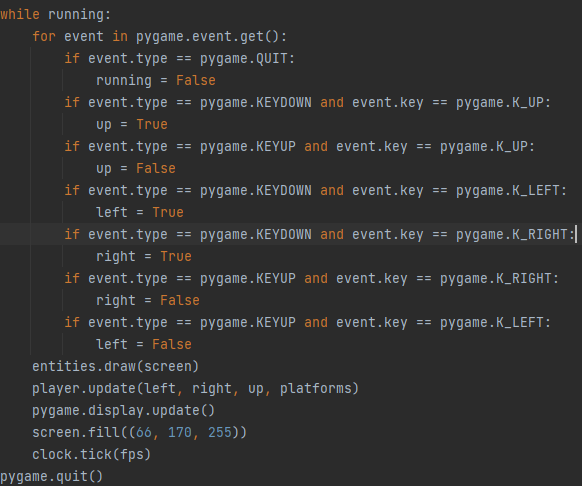 while running:
    for event in pygame.event.get():
        if event.type == pygame.QUIT:
            running = False
        if event.type == pygame.KEYDOWN and event.key == pygame.K_UP:
            up = True
        if event.type == pygame.KEYUP and event.key == pygame.K_UP:
            up = False
        if event.type == pygame.KEYDOWN and event.key == pygame.K_LEFT:
            left = True
        if event.type == pygame.KEYDOWN and event.key == pygame.K_RIGHT:
            right = True
        if event.type == pygame.KEYUP and event.key == pygame.K_RIGHT:
            right = False
        if event.type == pygame.KEYUP and event.key == pygame.K_LEFT:
            left = False
    entities.draw(screen)
    player.update(left, right, up, platforms)
    pygame.display.update()
    screen.fill((66, 170, 255))
    clock.tick(fps)
pygame.quit()